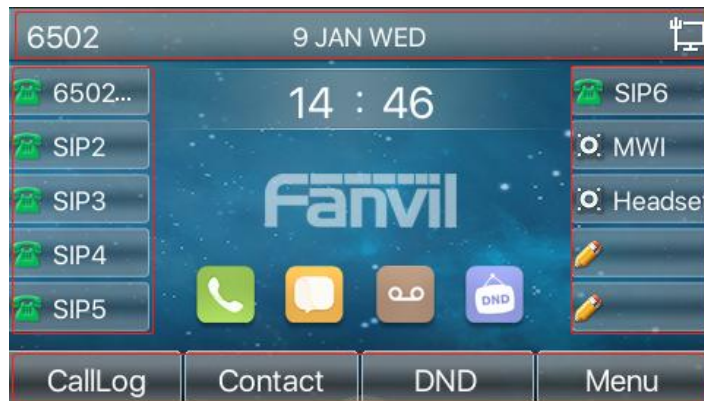 6502 9 JAN WED
6502... 14 : 46 SIP6
SIP2 MWI
SIP3 Fanvil Headset
SIP4
DND
SIP5
CallLog Contact DND Menu